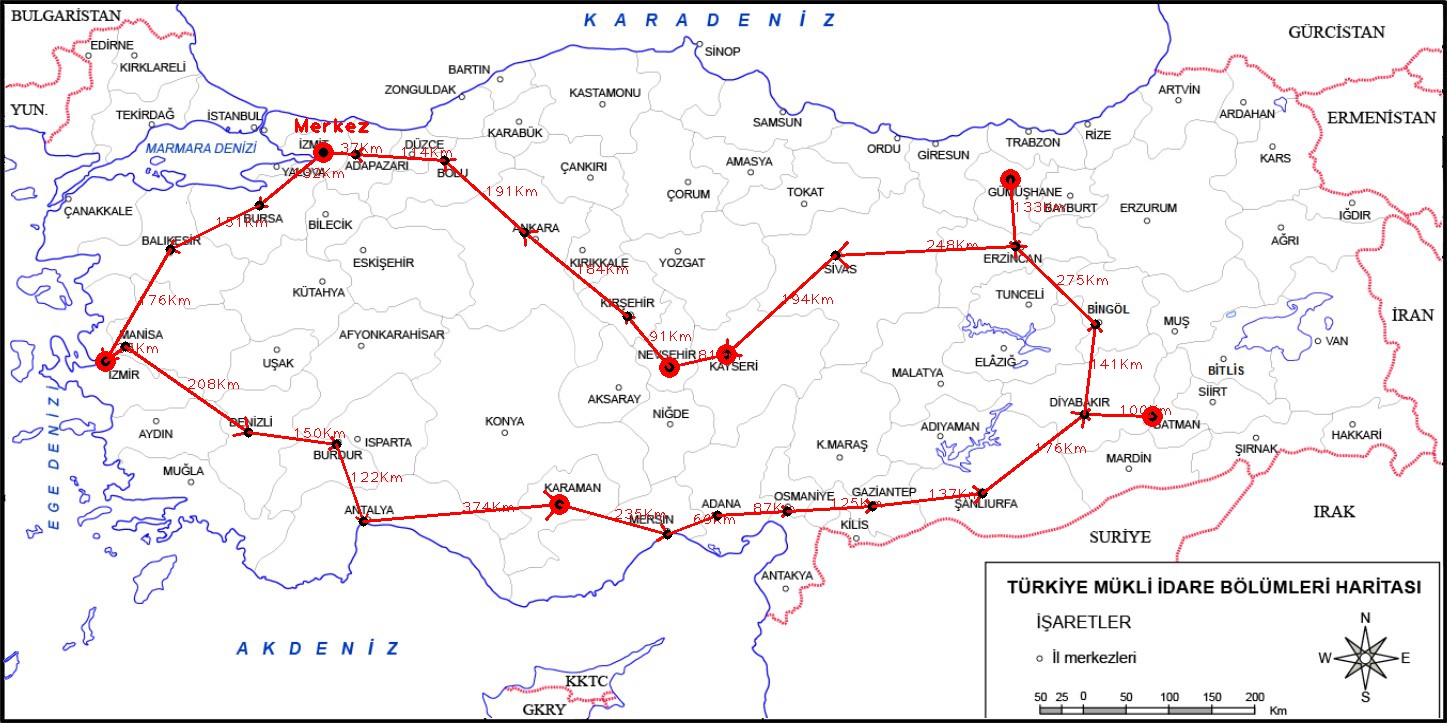 BULGARİSTAN
K A R A D E N İ Z
GÜRCİSTAN
EDİRNE
KIRKLARELİ
SİNOP
BARTIN
ZONGULDAK
KASTAMONU
ARTVİN
YUN.
TEKİRDAĞ
İSTANBUL
Merkez
KARABÜK
SAMSUN
ARDAHAN
ERMENİSTAN
RİZE
TRABZON
MARMARA DENİZİ
İZMİT
37Km
DÜZCE
114Km
ORDU
GİRESUN
KARS
YALOVA
ADAPAZARI
BOLU
ÇANKIRI
AMASYA
191Km
ÇORUM
TOKAT
GÜMÜŞHANE
133Km
BAYBURT
ERZURUM
ÇANAKKALE
151Km
BURSA
BİLECİK
ANKARA
IĞDIR
BALIKESİR
ESKİŞEHİR
KIRIKKALE
184Km
YOZGAT
SİVAS
248Km
ERZİNCAN
AĞRI
275Km
KÜTAHYA
176Km
KIRŞEHİR
194Km
TUNCELİ
BİNGÖL
MUŞ
İRAN
MANİSA
AFYONKARAHİSAR
91Km
VAN
NEVŞEHİR
KAYSERİ
UŞAK
ELÂZIĞ
141Km
BİTLİS
İZMİR
208Km
MALATYA
SİİRT
AKSARAY
NİĞDE
DİYABAKIR
BATMAN
AYDIN
DENİZLİ
150Km
ISPARTA
KONYA
ADIYAMAN
HAKKARİ
BURDUR
K.MARAŞ
176Km
ŞIRNAK
MARDİN
MUĞLA
122Km
EGE DENİZİ
KARAMAN
374Km
ANTALYA
235Km
MERSİN
ADANA
OSMANİYE
87Km
GAZİANTEP
125Km
137Km
ŞANLIURFA
KİLİS
IRAK
SURİYE
ANTAKYA
TÜRKİYE MÜKLİ İDARE BÖLÜMLERİ HARİTASI
İŞARETLER
İl merkezleri
N
W
E
S
A K D E N İ Z
KKTC
GKRY
50 25 0 50 100 150 200
Km